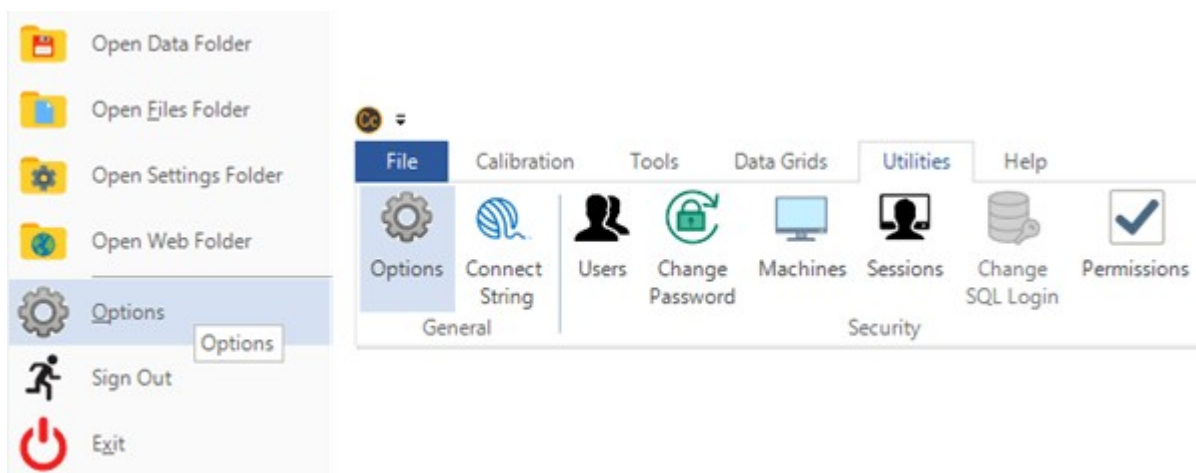 Open Data Folder
Open Files Folder
Open Settings Folder
Open Web Folder
Options
Options
Sign Out
Exit
Cc
File Calibration Tools Data Grids Utilities Help
Options Connect Users Change Machines Sessions Change Permissions
String Password SQL Login
General Security